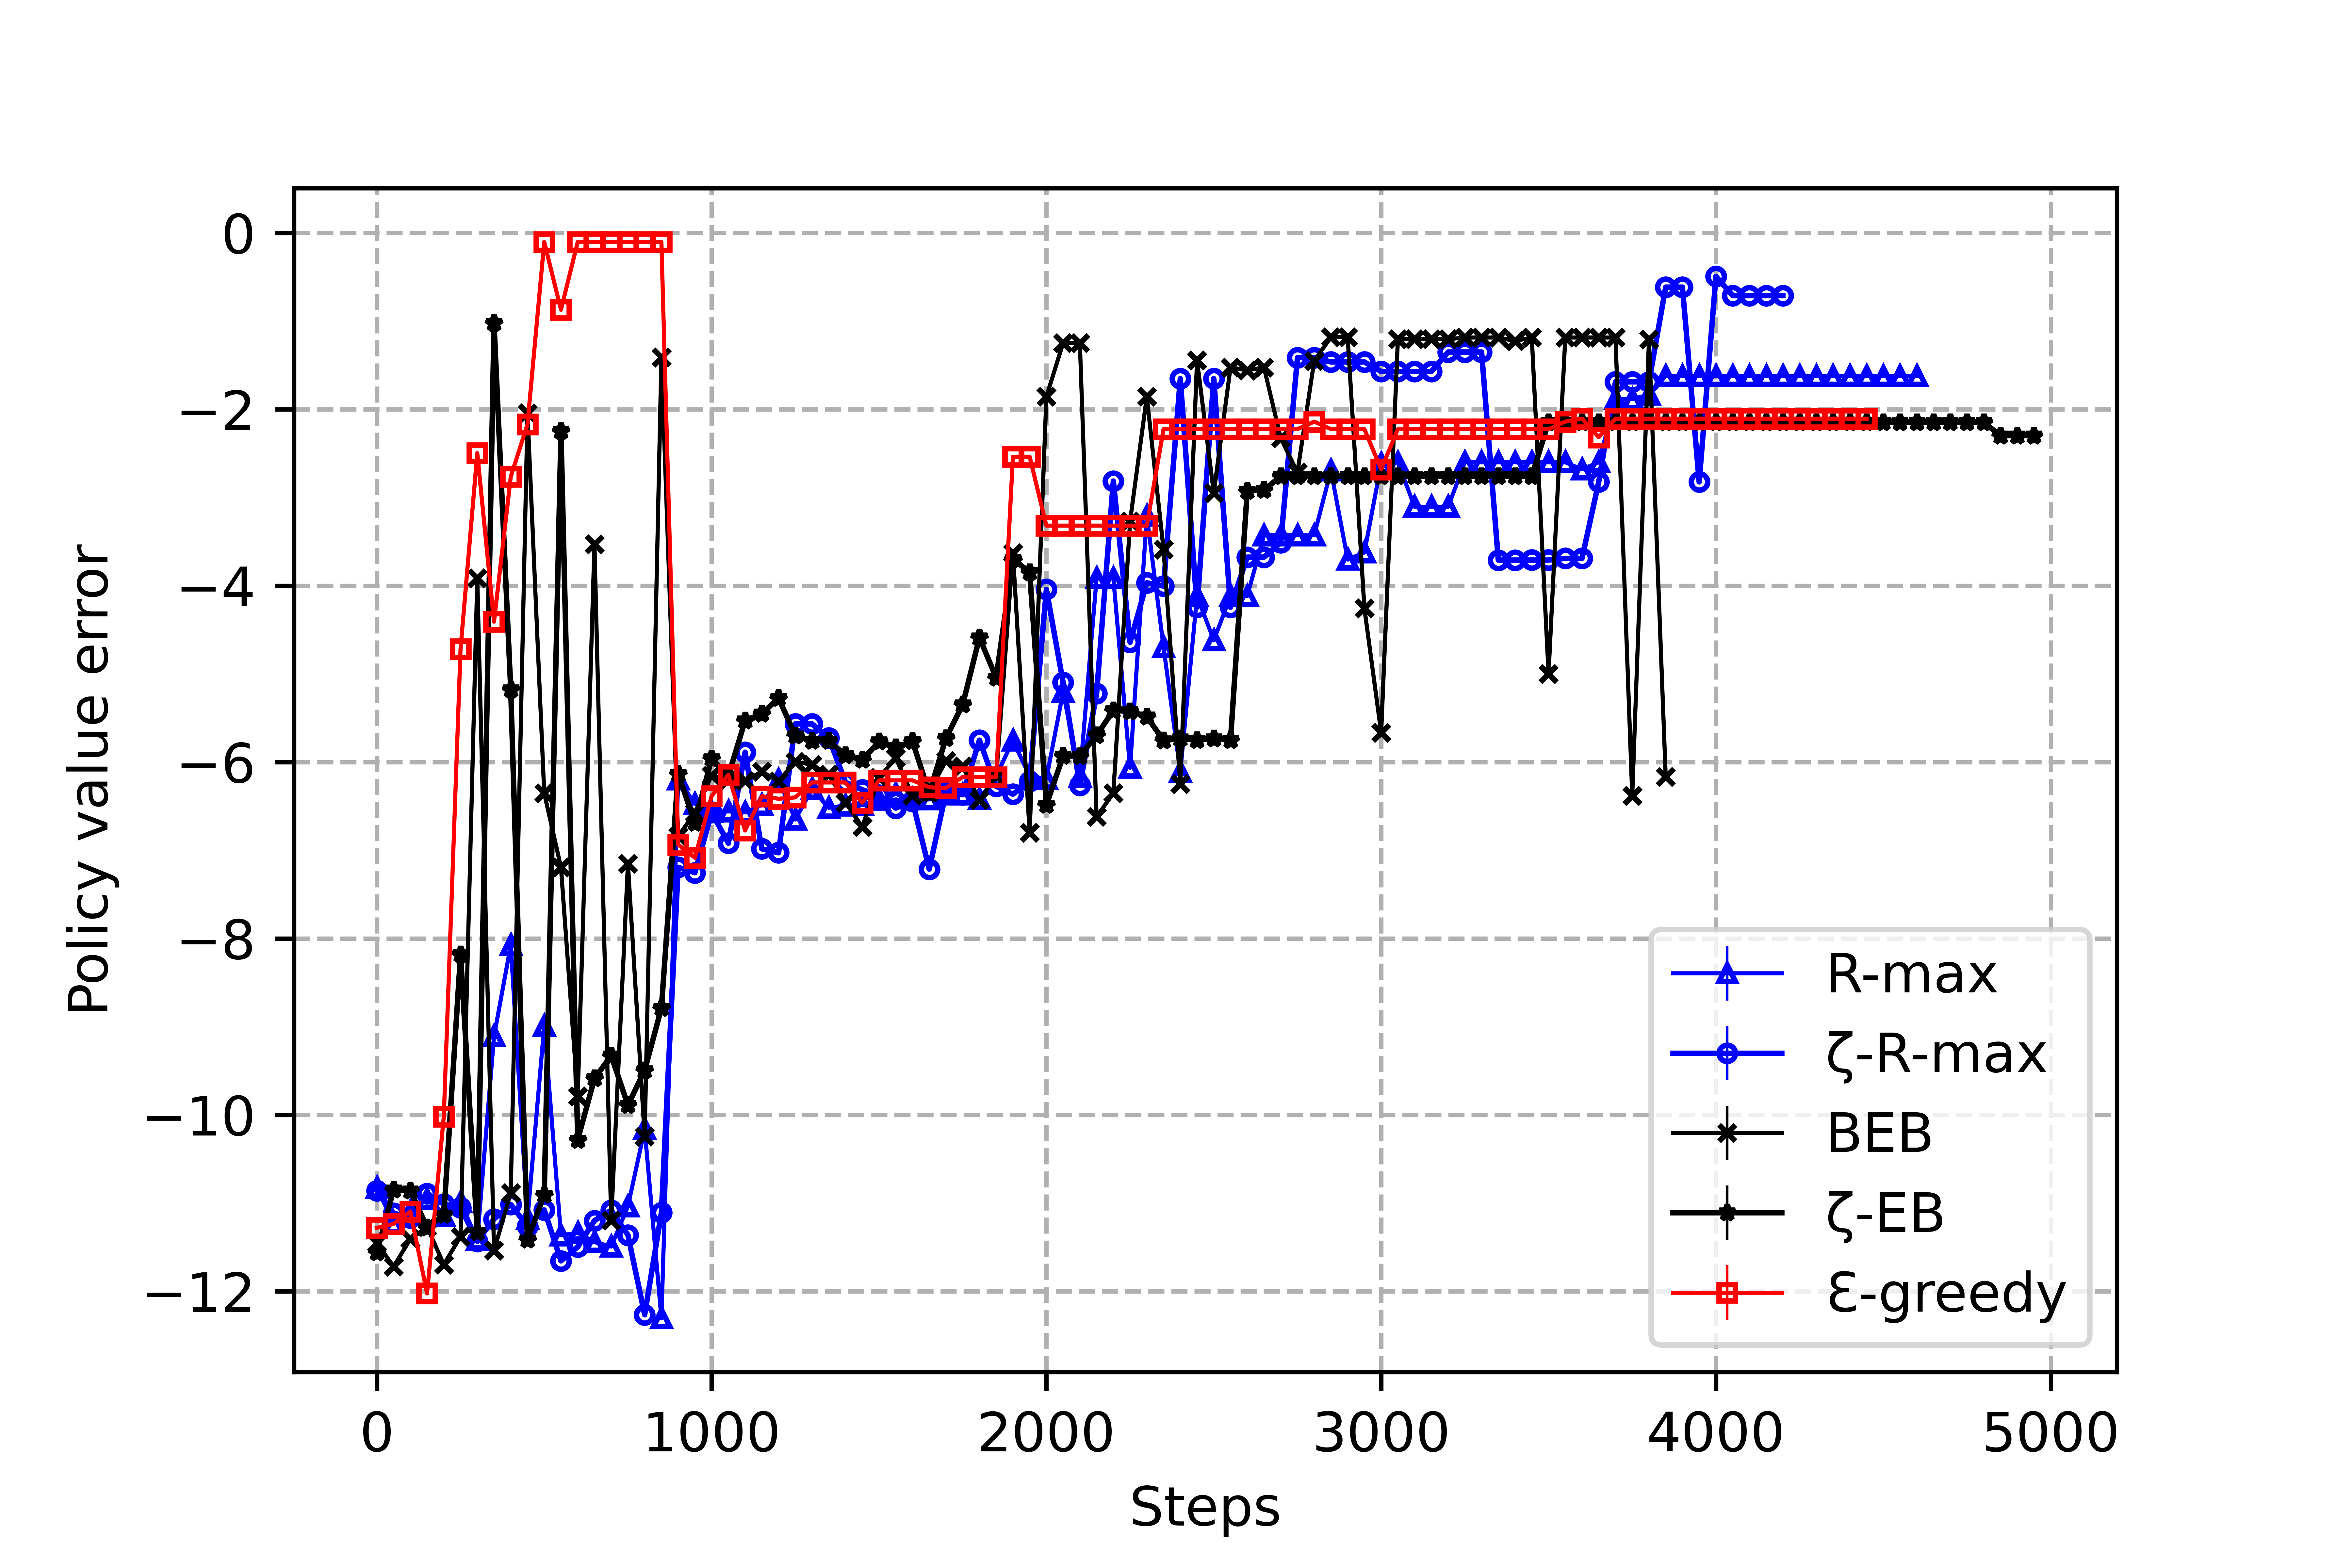 0
−2
−4
−6
−8
−10
−12
Policy value error
0 1000 2000 3000 4000 5000
Steps
R-max
ζ-R-max
BEB
ζ-EB
Ɛ-greedy